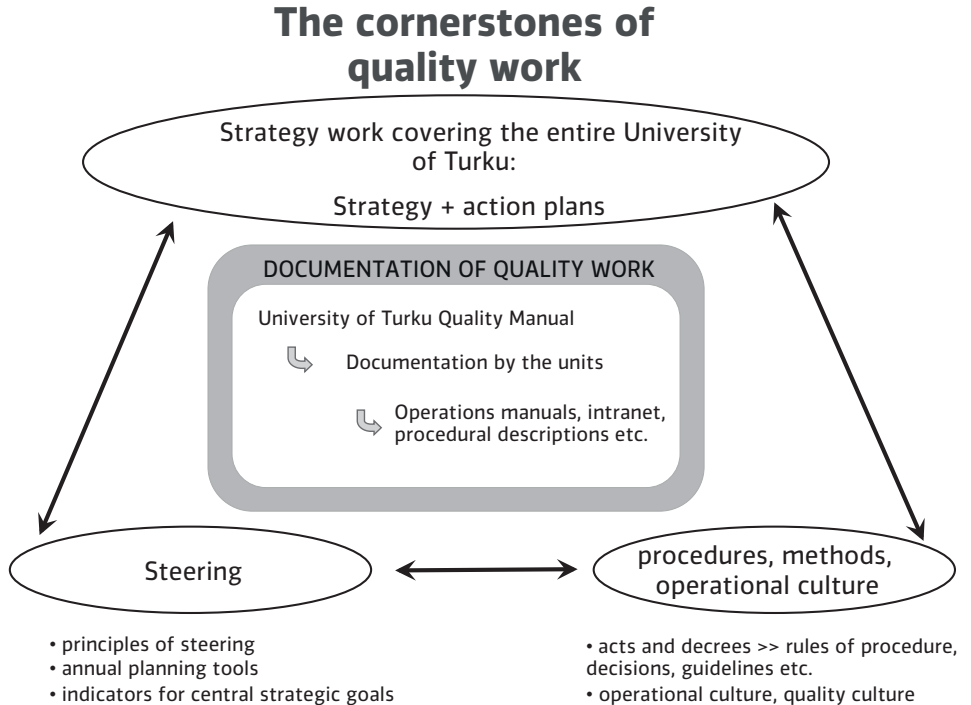 The cornerstones of
quality work
Strategy work covering the entire University
of Turku:
Strategy + action plans
DOCUMENTATION OF QUALITY WORK
University of Turku Quality Manual
Documentation by the units
Operations manuals, intranet,
procedural descriptions etc.
Steering
procedures, methods,
operational culture
• principles of steering
• annual planning tools
• indicators for central strategic goals
• acts and decrees >> rules of procedure,
decisions, guidelines etc.
• operational culture, quality culture